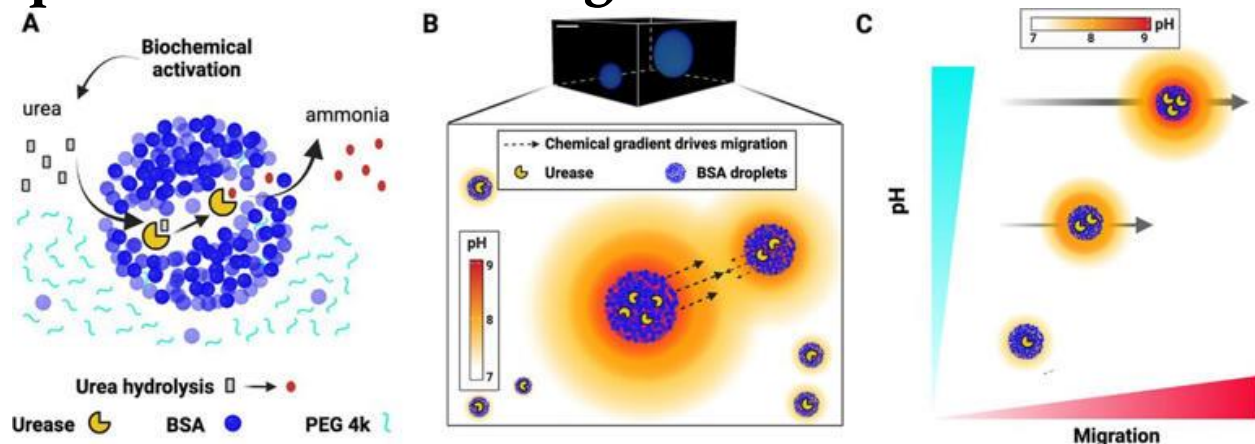 A
Biochemical
activation
urea
ammonia
Urea hydrolysis
Urease
BSA
PEG 4k
B
Chemical gradient drives migration
Urease
BSA droplets
pH
9
8
7
C
pH
7
8
9
pH
Migration